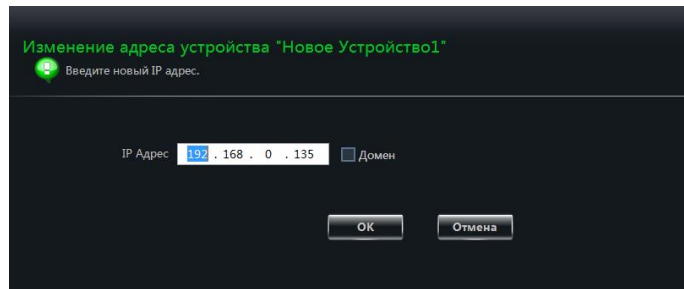 Изменение адреса устройства "Новое Устройство1"
Введите новый IP адрес.
IP Адрес 192 . 168 . 0 . 135 Домен
OK Отмена